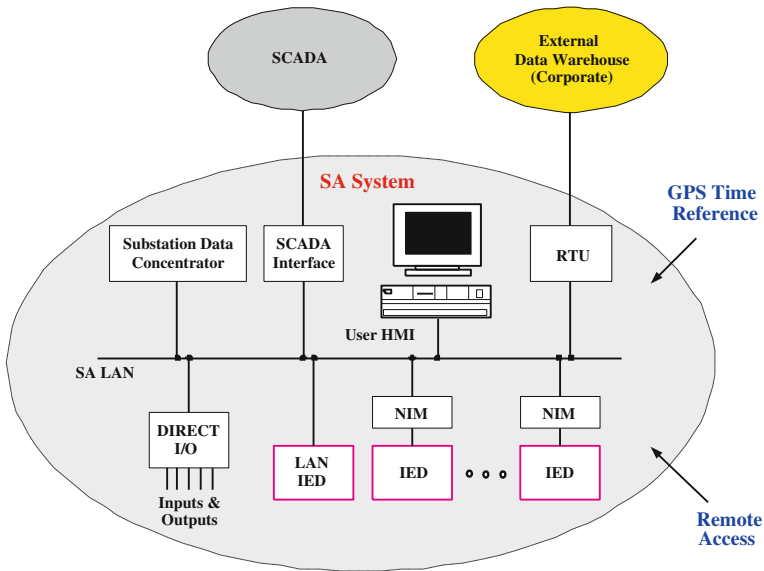 SCADA
External
Data Warehouse
(Corporate)
SA System
GPS Time
Reference
Substation Data
Concentrator
SCADA
Interface
RTU
User HMI
SA LAN
DIRECT
I/O
LAN
IED
NIM
IED
NIM
IED
Inputs &
Outputs
Remote
Access